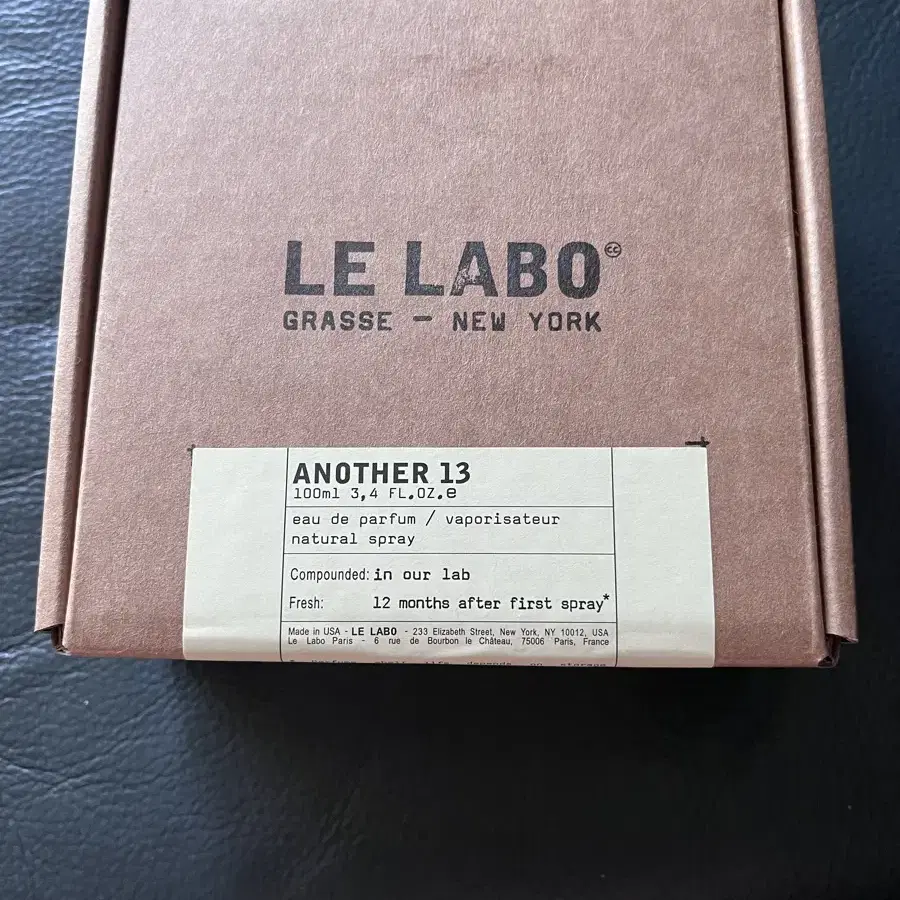 LE LABO㏄
GRASSE — NEW YORK
ANOTHER 13
100ml 3,4 FL.OZ.e
eau de parfum / vaporisateur
natural spray
Compounded: in our lab
Fresh: 12 months after first spray*
Made in USA - LE LABO - 233 Elizabeth Street, New York, NY 10012, USA
Le Labo Paris - 6 rue de Bourbon le Château, 75006 Paris, France